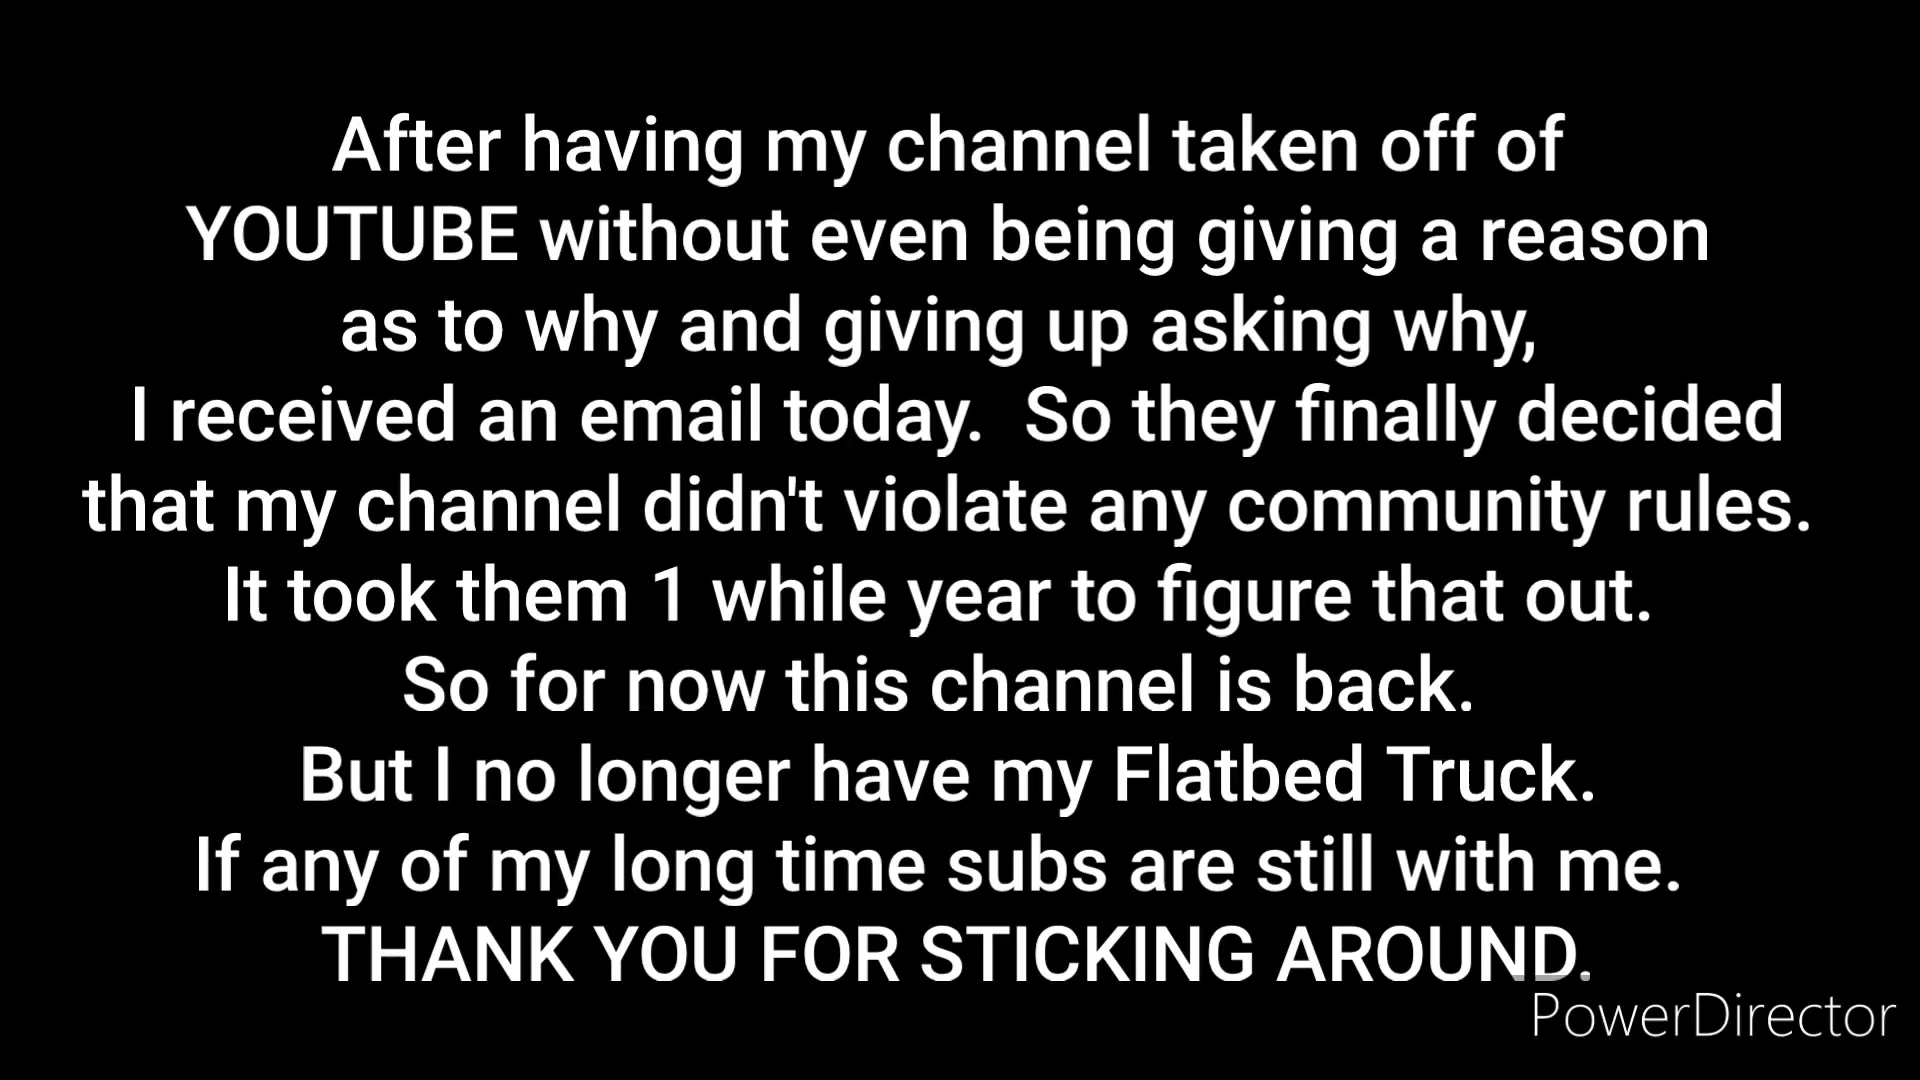 After having my channel taken off of
YOUTUBE without even being giving a reason
as to why and giving up asking why,
I received an email today.  So they finally decided
that my channel didn't violate any community rules.
It took them 1 while year to figure that out.
So for now this channel is back.
But I no longer have my Flatbed Truck.
If any of my long time subs are still with me.
THANK YOU FOR STICKING AROUND.
PowerDirector